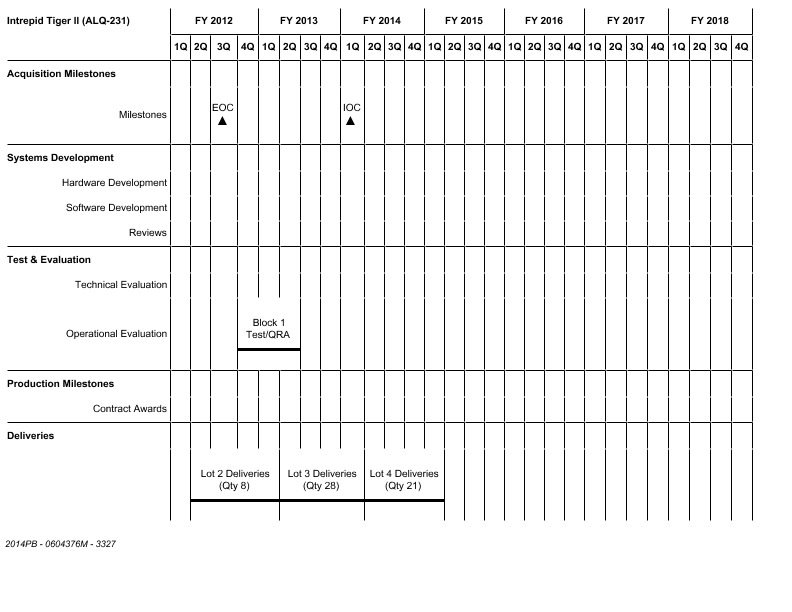 Intrepid Tiger II (ALQ-231) FY 2012 FY 2013 FY 2014 FY 2015 FY 2016 FY 2017 FY 2018
1Q 2Q 3Q 4Q 1Q 2Q 3Q 4Q 1Q 2Q 3Q 4Q 1Q 2Q 3Q 4Q 1Q 2Q 3Q 4Q 1Q 2Q 3Q 4Q 1Q 2Q 3Q 4Q
Acquisition Milestones
EOC IOC
Milestones
Systems Development
Hardware Development
Software Development
Reviews
Test & Evaluation
Technical Evaluation
Block 1
Operational Evaluation Test/QRA
Production Milestones
Contract Awards
Deliveries
Lot 2 Deliveries Lot 3 Deliveries Lot 4 Deliveries
(Qty 8) (Qty 28) (Qty 21)
2014PB - 0604376M - 3327